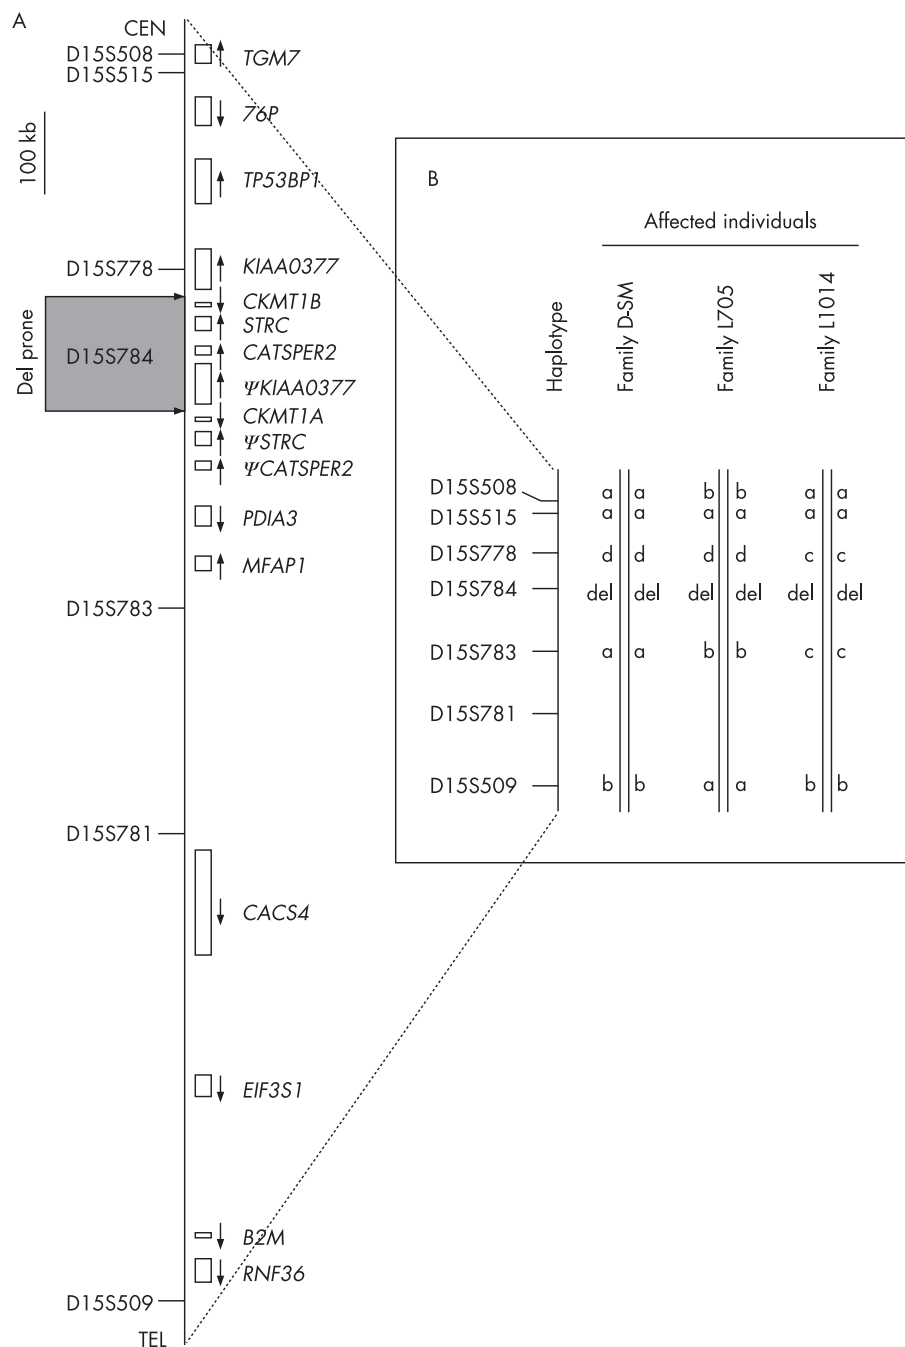 A
CEN
D15S508
TGM7
D15S515
76P
100 kb
TP53BP1
D15S778
KIAA0377
CKMT1B
STRC
Del prone
D15S784
CATSPER2
ΨKIAA0377
CKMT1A
ΨSTRC
ΨCATSPER2
PDIA3
MFAP1
D15S783
D15S781
CACS4
EIF3S1
B2M
RNF36
D15S509
TEL
B
Affected individuals
Haplotype
Family D-SM
Family L705
Family L1014
D15S508 a a b b a a
D15S515 a a a a a a
D15S778 d d d d c c
D15S784 del del del del del del
D15S783 a a b b c c
D15S781
D15S509 b b a a b b